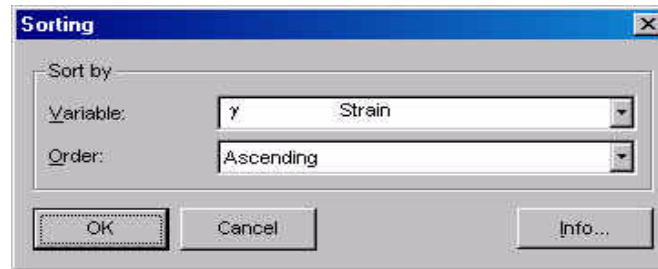 Sorting
Sort by
Variable: γ Strain
Order: Ascending
OK Cancel Info...